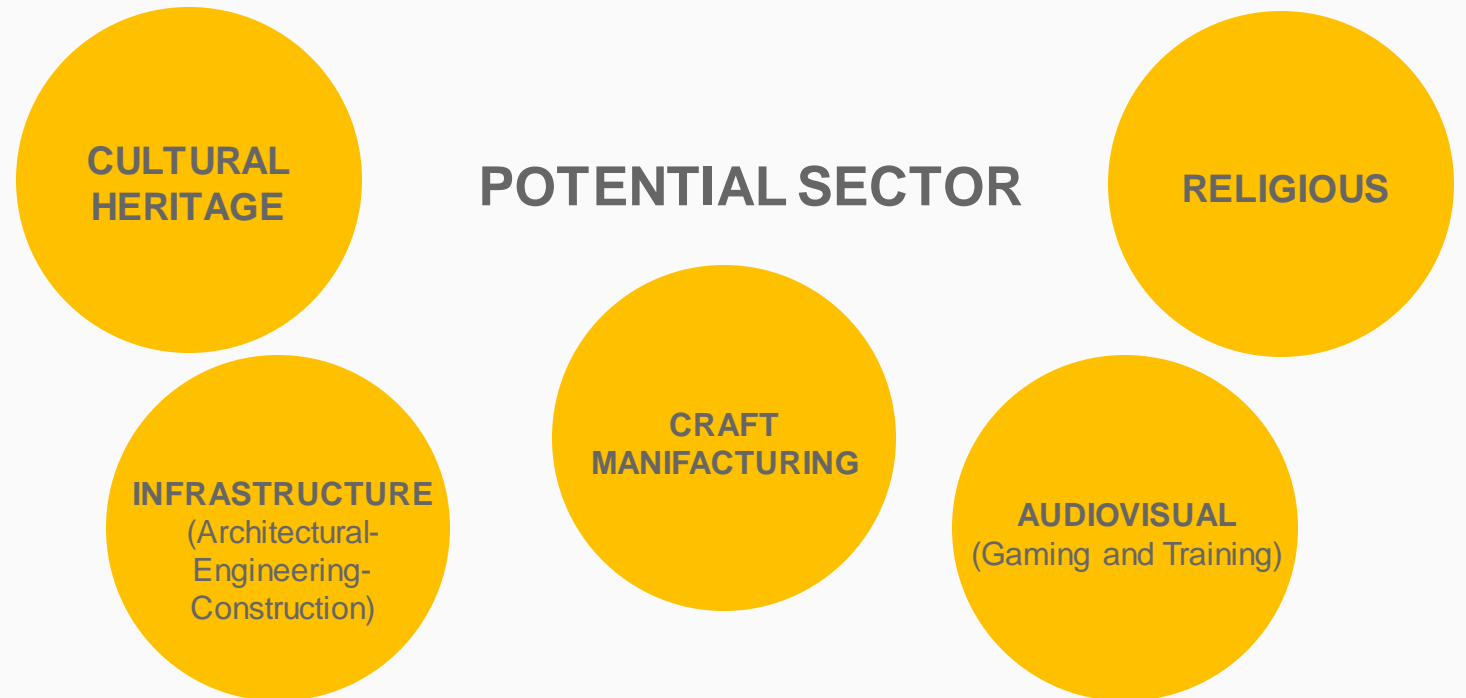 POTENTIAL SECTOR
CULTURAL
HERITAGE
RELIGIOUS
CRAFT
MANIFACTURING
INFRASTRUCTURE
(Architectural-
Engineering-
Construction)
AUDIOVISUAL
(Gaming and Training)